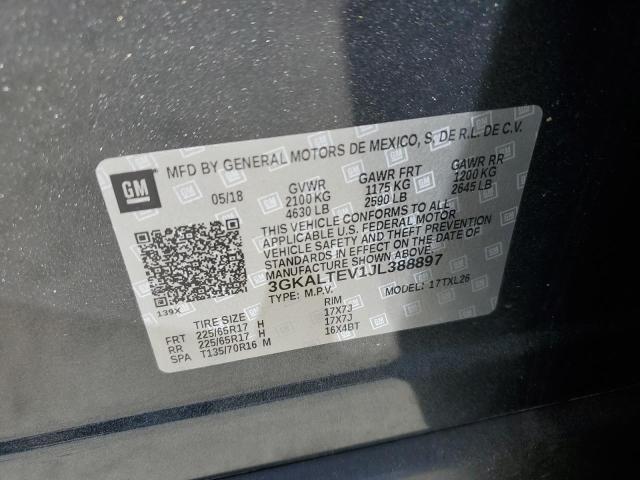 MFD BY GENERAL MOTORS DE MEXICO, S, DE R.L. DE C.V.
GM
05/18 GVWR GAWR FRT GAWR RR
2100 KG 1175 KG 1200 KG
4630 LB 2590 LB 2645 LB
THIS VEHICLE CONFORMS TO ALL
APPLICABLE U.S. FEDERAL MOTOR
VEHICLE SAFETY AND THEFT PREVENTION
STANDARDS IN EFFECT ON THE DATE OF
MANUFACTURE SHOWN ABOVE.
3GKALTEV1JL388897
TYPE: M.P.V. MODEL: 17TXL26
139X
TIRE SIZE RIM
FRT 225/65R17 H 17X7J
RR 225/65R17 H 17X7J
SPA T135/70R16 M 16X4BT